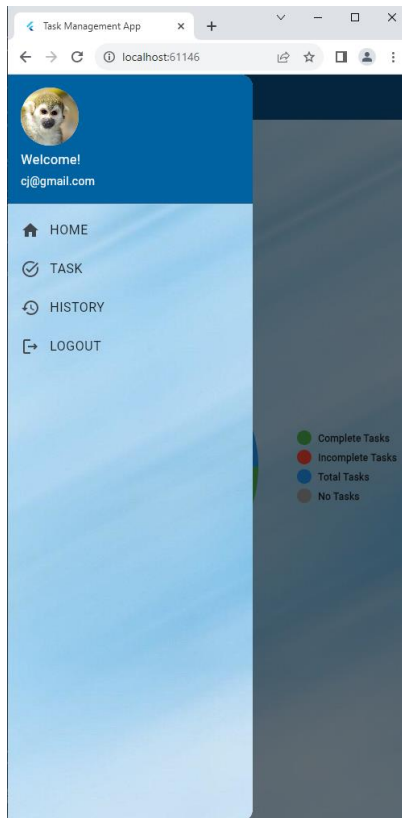 Task Management App
localhost:61146
Welcome!
cj@gmail.com
HOME
TASK
HISTORY
LOGOUT
Complete Tasks
Incomplete Tasks
Total Tasks
No Tasks